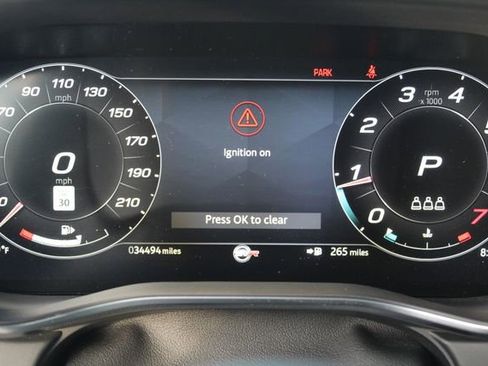 PARK
90 110 130
70 mph 150
170
0 190
mph
30 210
°F
Ignition on
Press OK to clear
034494 miles
265 miles
3 4
rpm
x 1000
2
1 P
0 7
8: